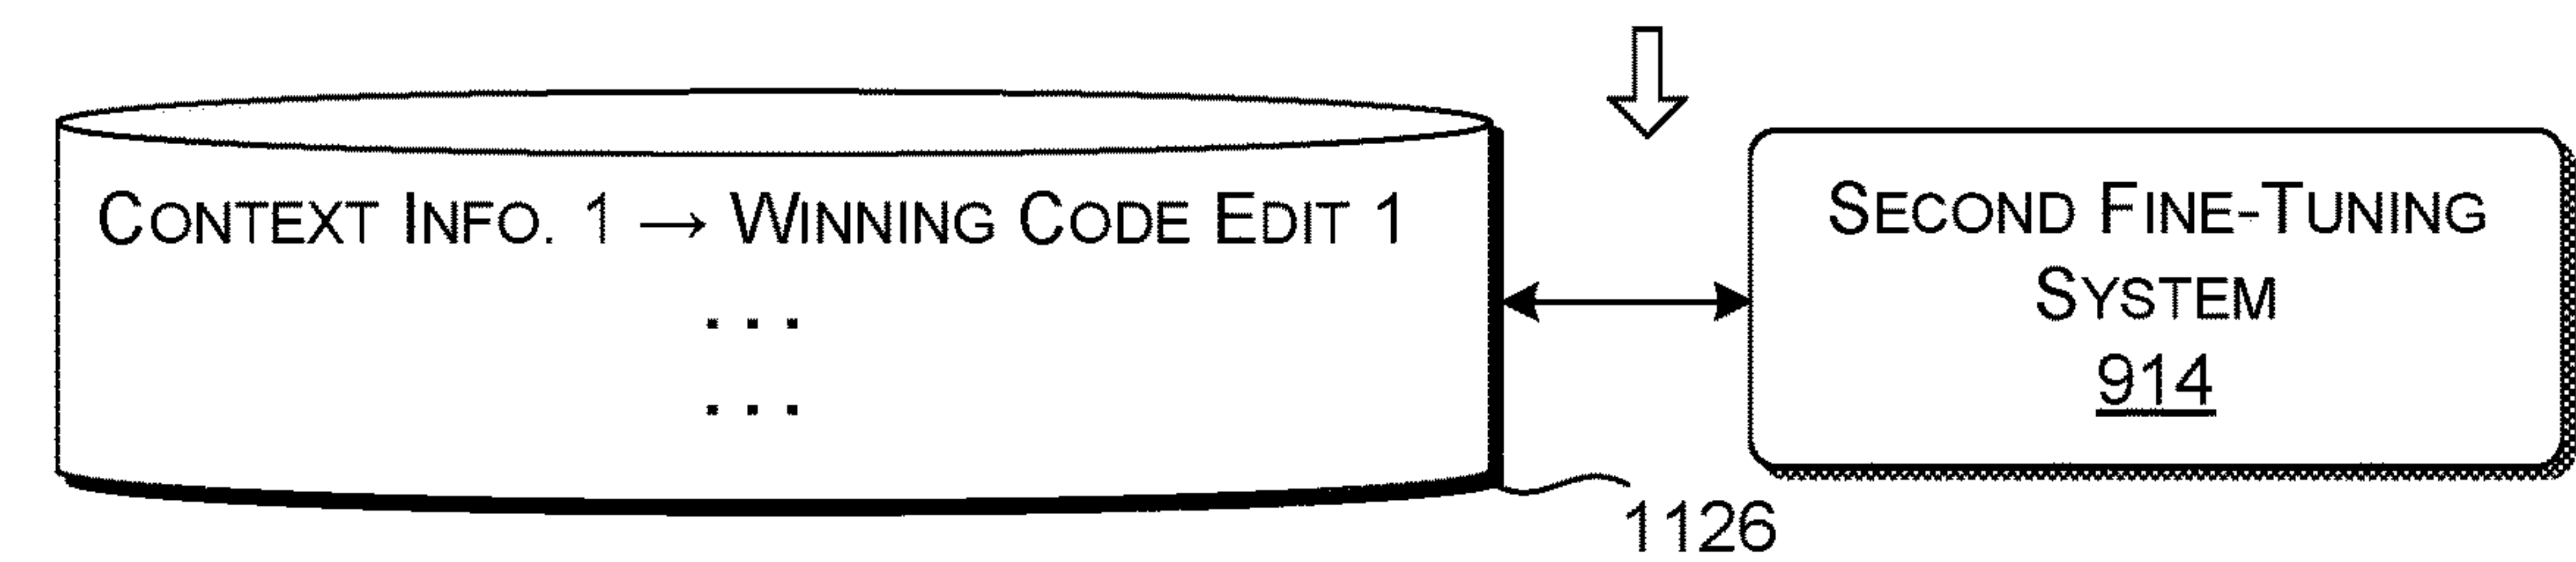 CONTEXT INFO. 1 → WINNING CODE EDIT 1
. . .
. . .
SECOND FINE-TUNING
SYSTEM
914
1126